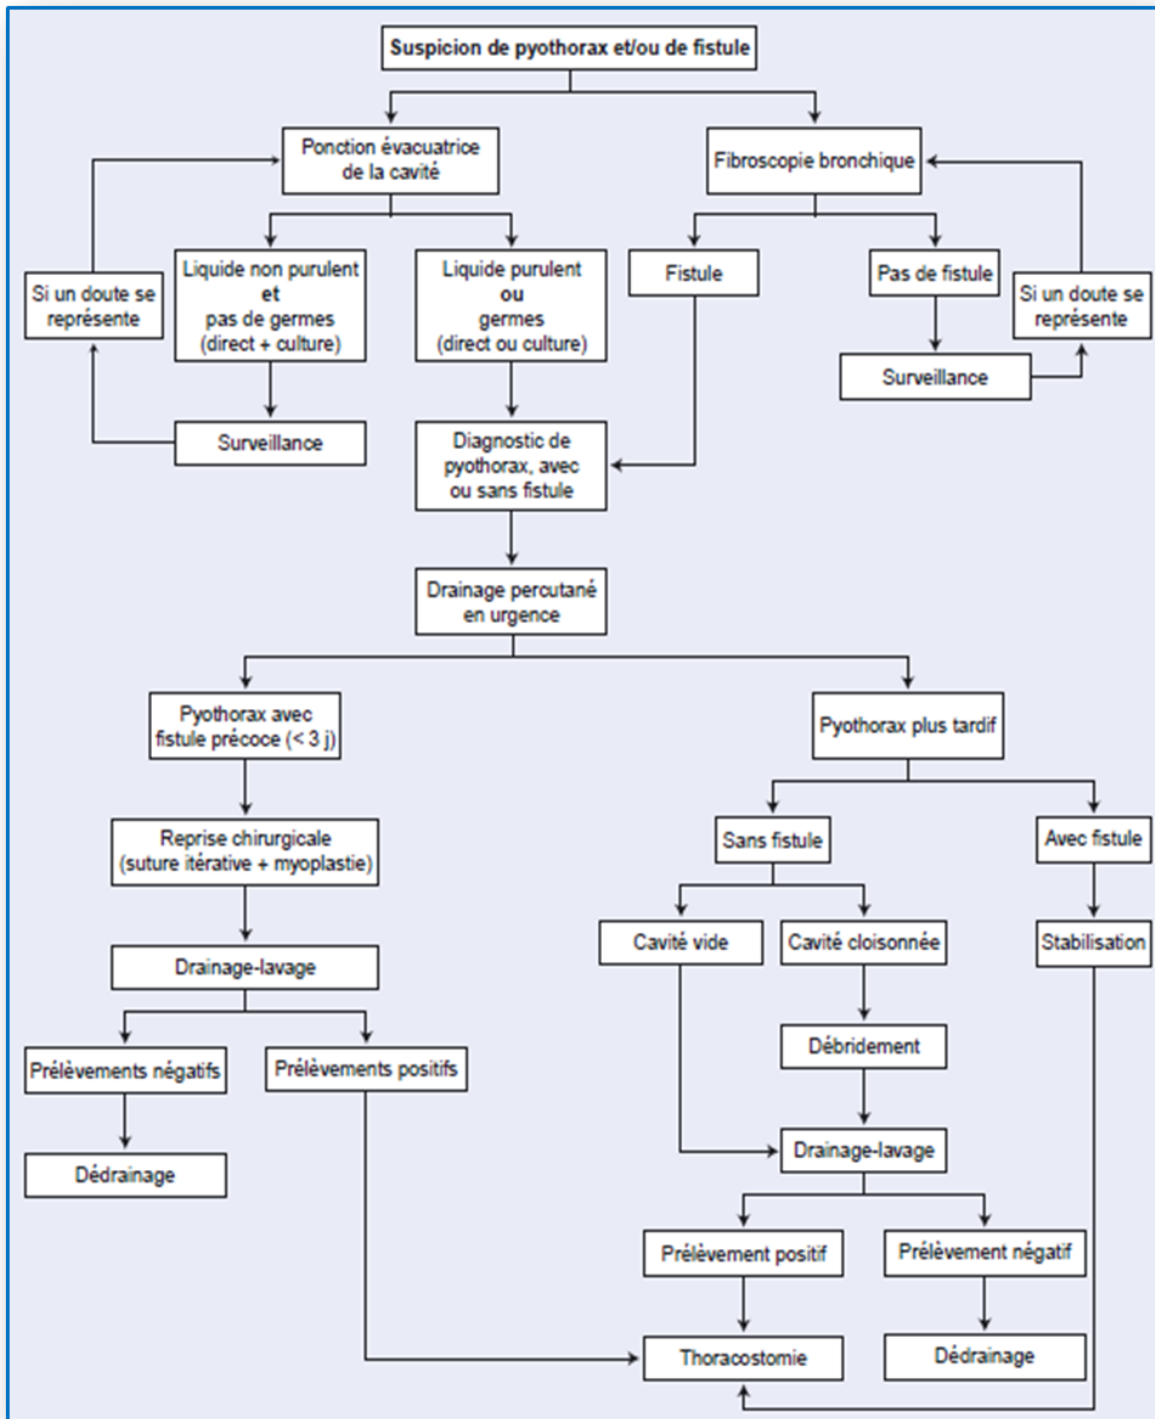 Suspicion de pyothorax et/ou de fistule
Ponction évacuatrice
de la cavité
Fibroscopie bronchique
Si un doute se
représente
Liquide non purulent
et
pas de germes
(direct + culture)
Liquide purulent
ou
germes
(direct ou culture)
Fistule
Pas de fistule
Si un doute se
représente
Surveillance
Surveillance
Diagnostic de
pyothorax, avec
ou sans fistule
Drainage percutané
en urgence
Pyothorax avec
fistule précoce (< 3 j)
Pyothorax plus tardif
Reprise chirurgicale
(suture itérative + myoplastie)
Sans fistule
Avec fistule
Drainage-lavage
Cavité vide
Cavité cloisonnée
Stabilisation
Prélèvements négatifs
Prélèvements positifs
Débridement
Dédrainage
Drainage-lavage
Prélèvement positif
Prélèvement négatif
Thoracostomie
Dédrainage